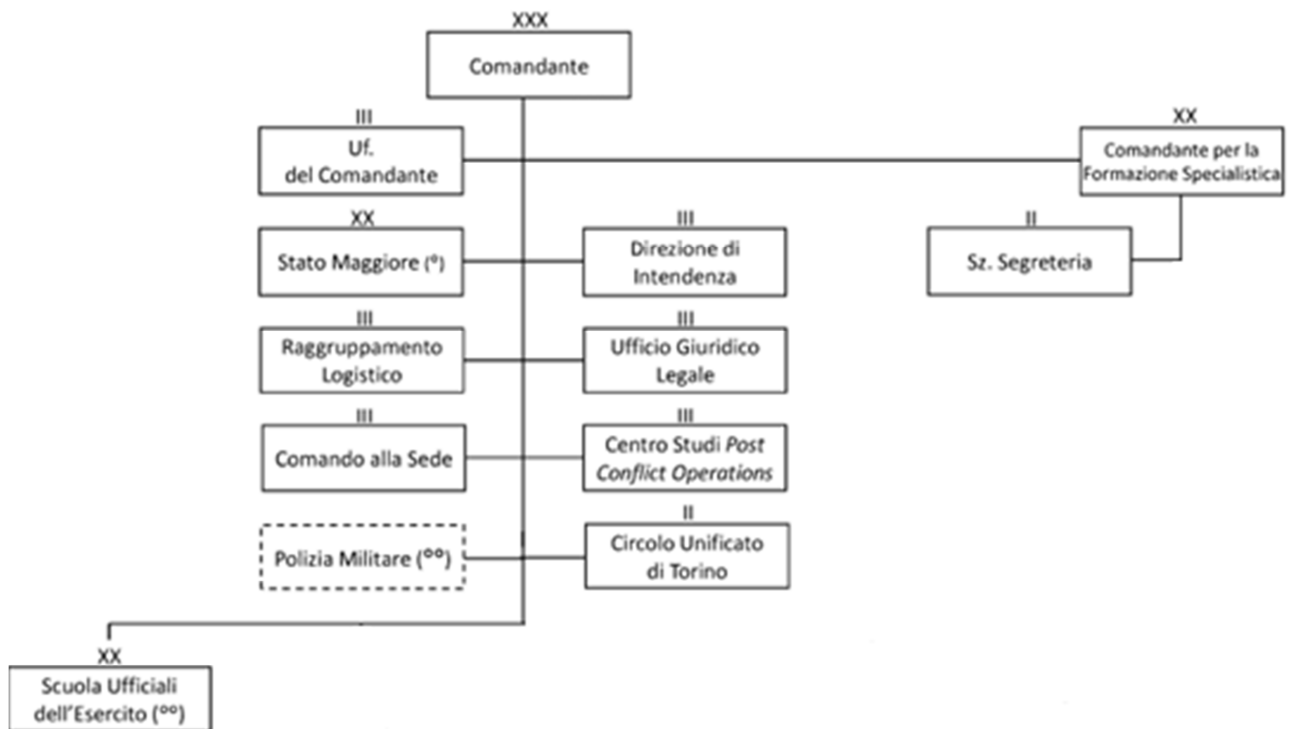 XXX
Comandante
III
Uf.
del Comandante
XX
Comandante per la
Formazione Specialistica
XX
Stato Maggiore (°)
III
Direzione di
Intendenza
II
Sz. Segreteria
III
Raggruppamento
Logistico
III
Ufficio Giuridico
Legale
III
Comando alla Sede
III
Centro Studi Post
Conflict Operations
Polizia Militare (°°)
II
Circolo Unificato
di Torino
XX
Scuola Ufficiali
dell'Esercito (°°)